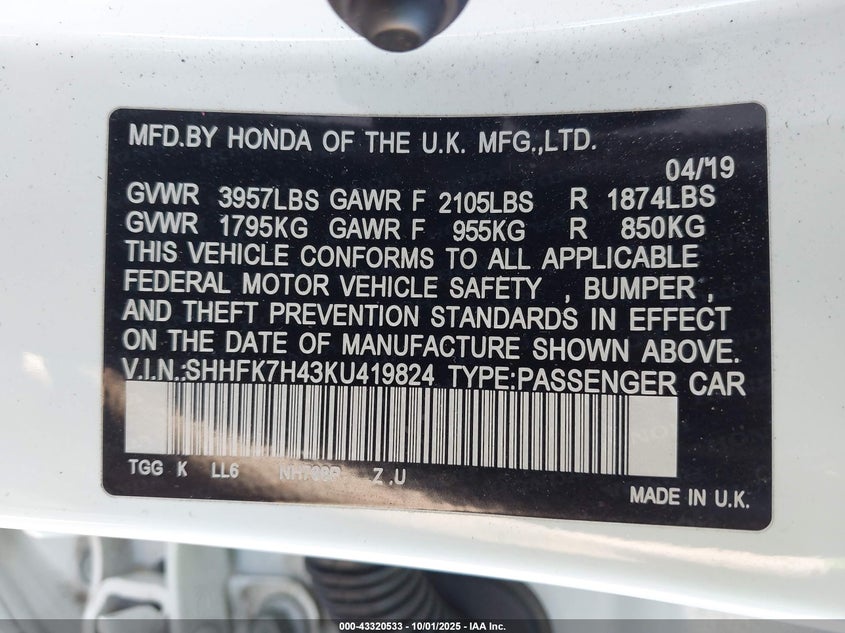 MFD.BY HONDA OF THE U.K. MFG.,LTD.
04/19
GVWR 3957LBS GAWR F 2105LBS R 1874LBS
GVWR 1795KG GAWR F 955KG R 850KG
THIS VEHICLE CONFORMS TO ALL APPLICABLE
FEDERAL MOTOR VEHICLE SAFETY , BUMPER ,
AND THEFT PREVENTION STANDARDS IN EFFECT
ON THE DATE OF MANUFACTURE SHOWN ABOVE.
V.I.N.:SHHFK7H43KU419824 TYPE:PASSENGER CAR
TGG K LL6 Z ,U
MADE IN U.K.
000-43320533 - 10/01/2025 - IAA Inc.